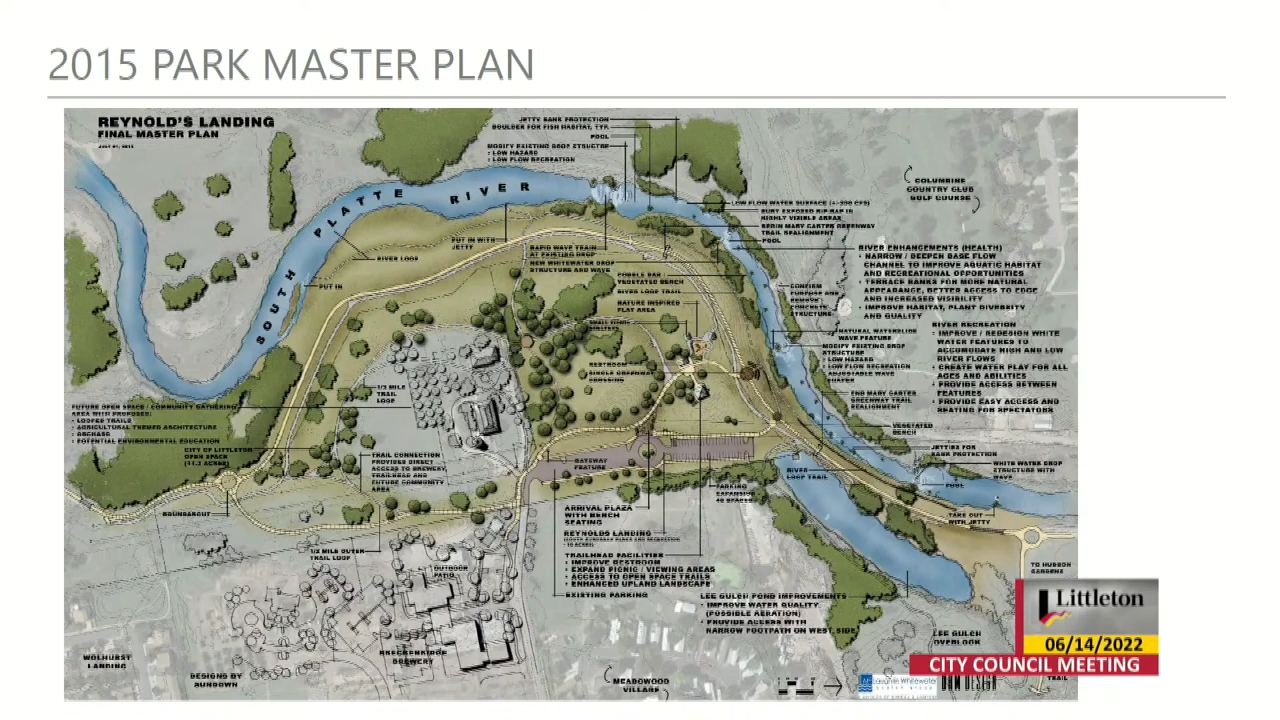 2015 PARK MASTER PLAN
REYNOLD'S LANDING
FINAL MASTER PLAN
JETTY BANK PROTECTION
BOULDER FOR FISH HABITAT, TYP.
POOL
MODIFY EXISTING DROP STRUCTURE
• LOW HAZARD
• LOW FLOW RECREATION
SOUTH PLATTE RIVER
COLUMBINE
COUNTRY CLUB
GOLF COURSE
BURY EXPOSED RIP-RAP IN
HIGHLY VISIBLE AREAS
BEGIN MARY CARTER GREENWAY
TRAIL REALIGNMENT
POOL
PUT IN WITH
JETTY
RIVER LOOP
PUT IN
RAPID WAVE TRAIN
AT EXISTING DROP
NEW WHITEWATER DROP
STRUCTURE AND WAVE
COBBLE BAR /
VEGETATED BENCH
RIVER LOOP TRAIL
NATURE INSPIRED
PLAY AREA
RESTROOM
CONFIRM
PURPOSE AND
REMOVE
CONCRETE
STRUCTURE
RIVER ENHANCEMENTS (HEALTH)
• NARROW / DEEPEN BASE FLOW
CHANNEL TO IMPROVE AQUATIC HABITAT
AND RECREATIONAL OPPORTUNITIES
• TERRACE BANKS FOR MORE NATURAL
APPEARANCE, BETTER ACCESS TO EDGE
AND INCREASED VISIBILITY
• IMPROVE HABITAT, PLANT DIVERSITY
AND QUALITY
RIVER RECREATION
• IMPROVE / REDESIGN WHITE
WATER FEATURES TO
ACCOMODATE HIGH AND LOW
RIVER FLOWS
• CREATE WATER PLAY FOR ALL
AGES AND ABILITIES
• PROVIDE ACCESS BETWEEN
FEATURES
• PROVIDE EASY ACCESS AND
SEATING FOR SPECTATORS
NATURAL WATERSLIDE
WAVE FEATURE
MODIFY EXISTING DROP
STRUCTURE
• LOW HAZARD
• LOW FLOW RECREATION
ADJUSTABLE WAVE
SHAPER
END MARY CARTER
GREENWAY TRAIL
REALIGNMENT
VEGETATED
BENCH
JETTIES FOR
BANK PROTECTION
WHITE WATER DROP
STRUCTURE WITH
WAVE
POOL
TAKE OUT
WITH JETTY
1/3 MILE
TRAIL
LOOP
FUTURE OPEN SPACE / COMMUNITY GATHERING
AREA WITH PROPOSED:
• LOOPED TRAILS
• AGRICULTURAL THEMED ARCHITECTURE
• ORCHARD
• POTENTIAL ENVIRONMENTAL EDUCATION
CITY OF LITTLETON
OPEN SPACE
TRAIL CONNECTION
PROVIDES DIRECT
ACCESS TO BREWERY,
TRAILHEAD AND
FUTURE COMMUNITY
AREA
GATEWAY
FEATURE
RIVER
LOOP TRAIL
PARKING
EXPANSION
ROUNDABOUT
1/2 MILE OUTER
TRAIL LOOP
ARRIVAL PLAZA
WITH BENCH
SEATING
REYNOLDS LANDING
TRAILHEAD FACILITIES
• IMPROVE RESTROOM
• EXPAND PICNIC / VIEWING AREAS
• ACCESS TO OPEN SPACE TRAILS
• ENHANCED UPLAND LANDSCAPE
EXISTING PARKING
OUTDOOR
PATIO
LEE GULCH POND IMPROVEMENTS
• IMPROVE WATER QUALITY
(POSSIBLE AERATION)
• PROVIDE ACCESS WITH
NARROW FOOTPATH ON WEST SIDE
TO HUDSON
GARDENS
LEE GULCH
OVERLOOK
TRAIL
WOLHURST
LANDING
BRECKENRIDGE
BREWERY
DESIGNS BY
SUNDOWN
MEADOWOOD
VILLAGE
DHM DESIGN
Littleton
06/14/2022
CITY COUNCIL MEETING